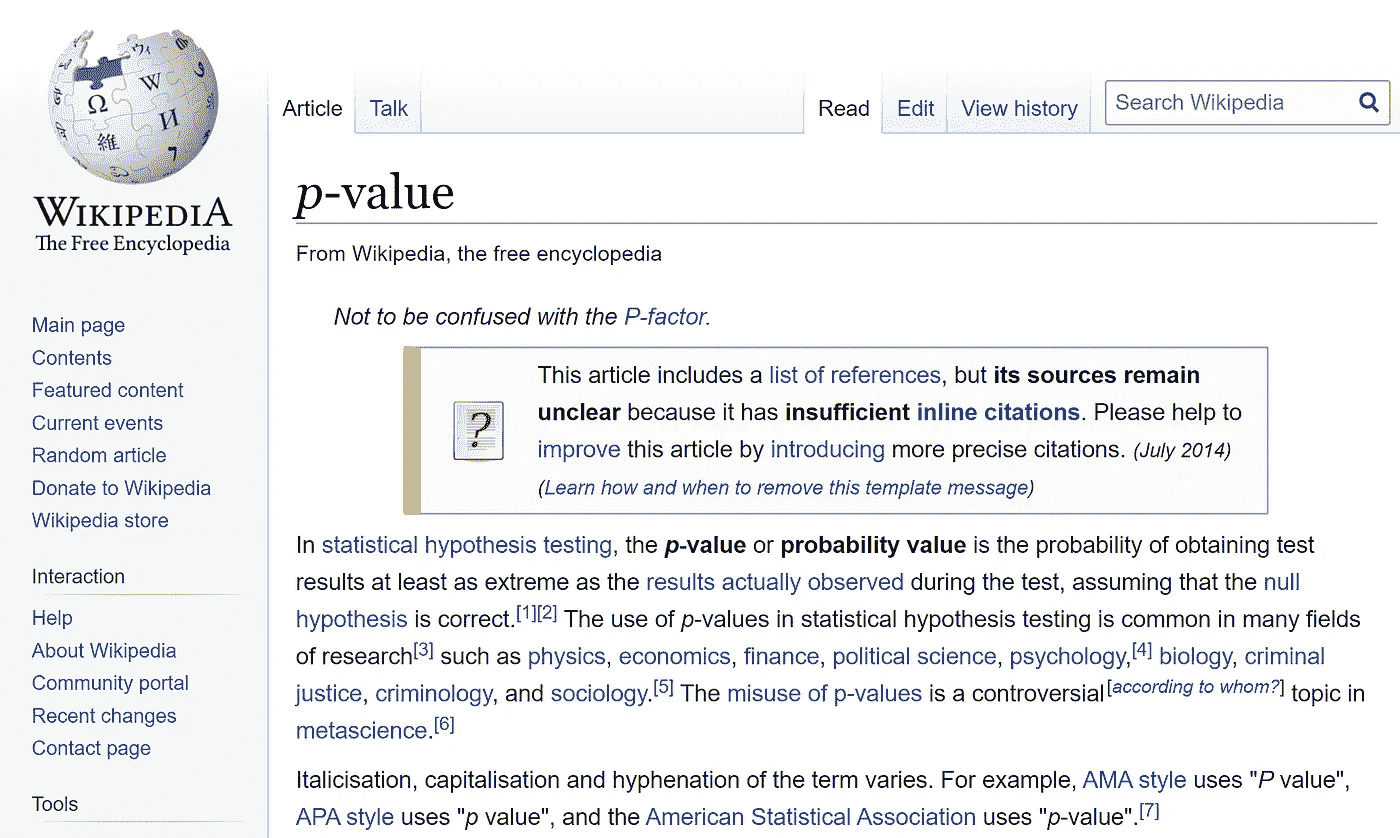 Article
Talk
Read
Edit
View history
Search Wikipedia
WIKIPEDIA
The Free Encyclopedia
Main page
Contents
Featured content
Current events
Random article
Donate to Wikipedia
Wikipedia store
Interaction
Help
About Wikipedia
Community portal
Recent changes
Contact page
Tools
p-value
From Wikipedia, the free encyclopedia
Not to be confused with the P-factor.
This article includes a list of references, but its sources remain
unclear because it has insufficient inline citations. Please help to
improve this article by introducing more precise citations. (July 2014)
(Learn how and when to remove this template message)
In statistical hypothesis testing, the p-value or probability value is the probability of obtaining test
results at least as extreme as the results actually observed during the test, assuming that the null
hypothesis is correct.[1][2] The use of p-values in statistical hypothesis testing is common in many fields
of research[3] such as physics, economics, finance, political science, psychology,[4] biology, criminal
justice, criminology, and sociology.[5] The misuse of p-values is a controversial[according to whom?] topic in
metascience.[6]
Italicisation, capitalisation and hyphenation of the term varies. For example, AMA style uses "P value",
APA style uses "p value", and the American Statistical Association uses "p-value".[7]